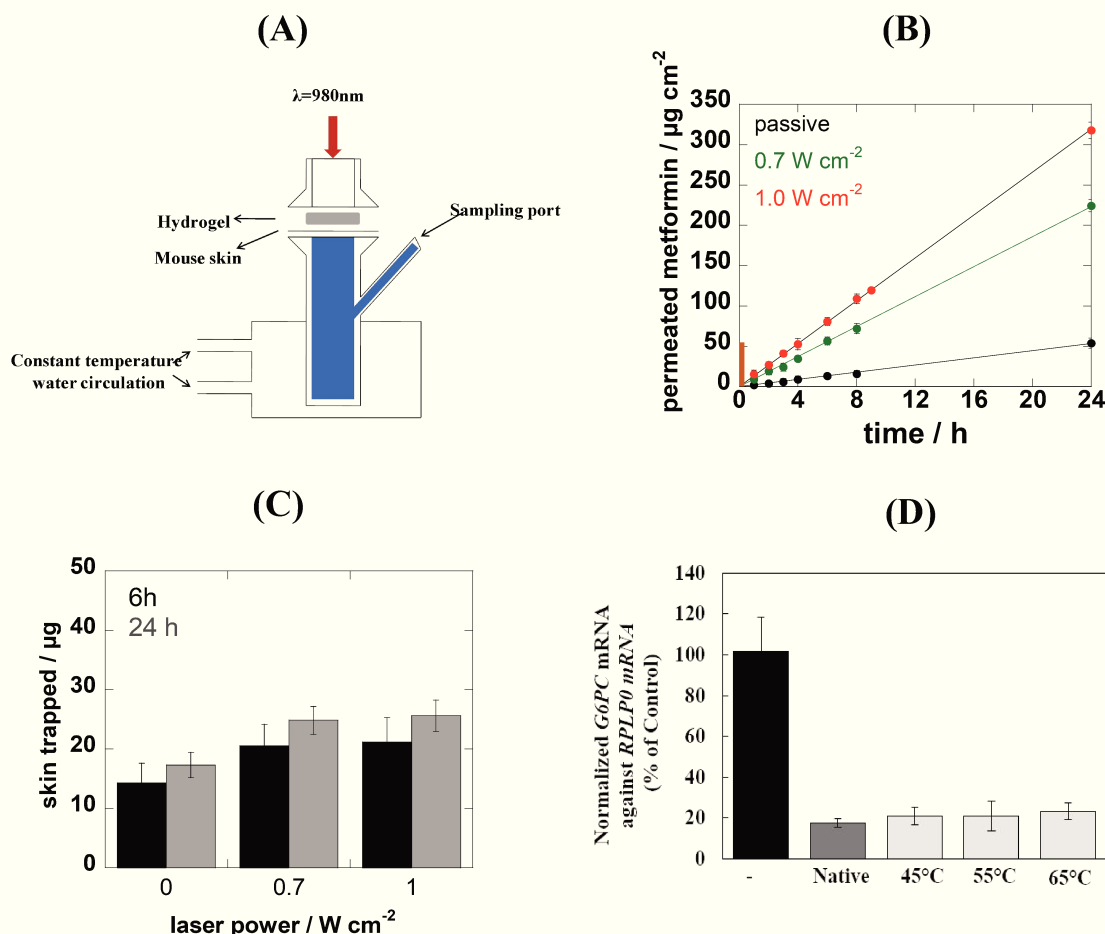 (A)
λ=980nm
Hydrogel
Mouse skin
Sampling port
Constant temperature
water circulation
(B)
permeated metformin / µg cm-2
350
300
250
200
150
100
50
0
passive
0.7 W cm-2
1.0 W cm-2
0
4
8
12
16
20
24
time / h
(C)
skin trapped / µg
50
40
30
20
10
0
6h
24 h
0
0.7
1
laser power / W cm-2
(D)
Normalized G6PC mRNA
against RPLP0 mRNA
(% of Control)
140
120
100
80
60
40
20
0
-
Native
45°C
55°C
65°C